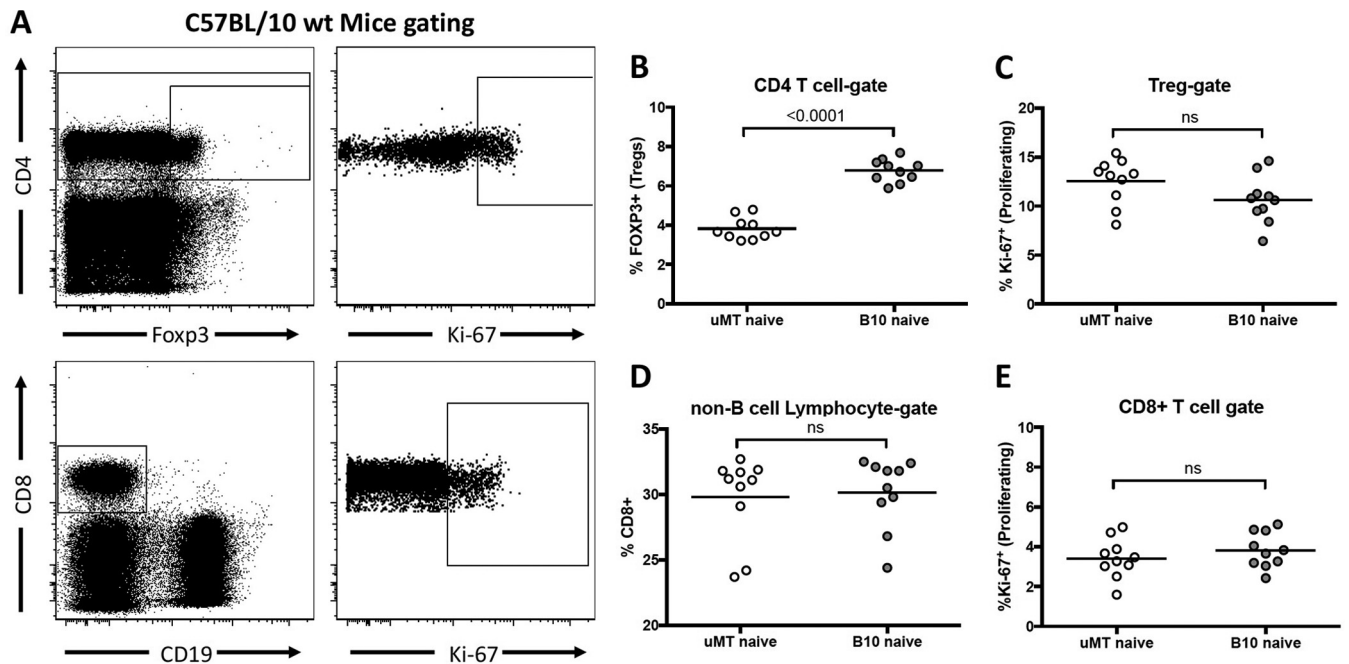 A
C57BL/10 wt Mice gating
CD4
Foxp3
Ki-67
CD8
CD19
Ki-67
B
CD4 T cell-gate
<0.0001
% FOXP3+ (Tregs)
10
8
6
4
2
0
uMT naive
B10 naive
C
Treg-gate
ns
% Ki-67⁺ (Proliferating)
20
15
10
5
0
uMT naive
B10 naive
D
non-B cell Lymphocyte-gate
ns
% CD8+
35
30
25
20
uMT naive
B10 naive
E
CD8+ T cell gate
ns
%Ki-67⁺ (Proliferating)
10
8
6
4
2
0
uMT naive
B10 naive